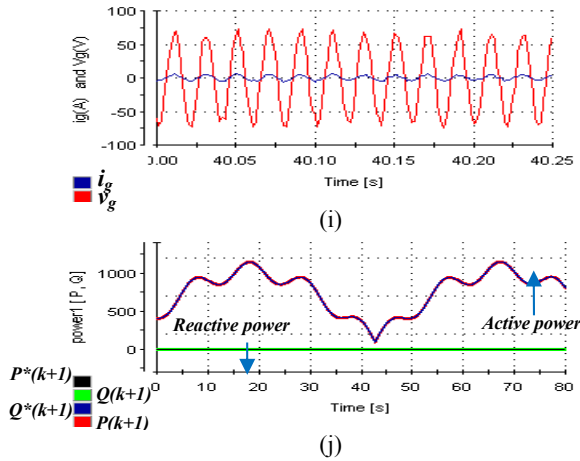 100
50
0
-50
-100
ig(A) and Vg(V)
0.00 40.05 40.10 40.15 40.20 40.25
Time [s]
i_g
v_g
(i)
1000
500
0
power1 [P, Q]
Reactive power
Active power
0 10 20 30 40 50 60 70 80
Time [s]
P*(k+1)
Q(k+1)
Q*(k+1)
P(k+1)
(j)